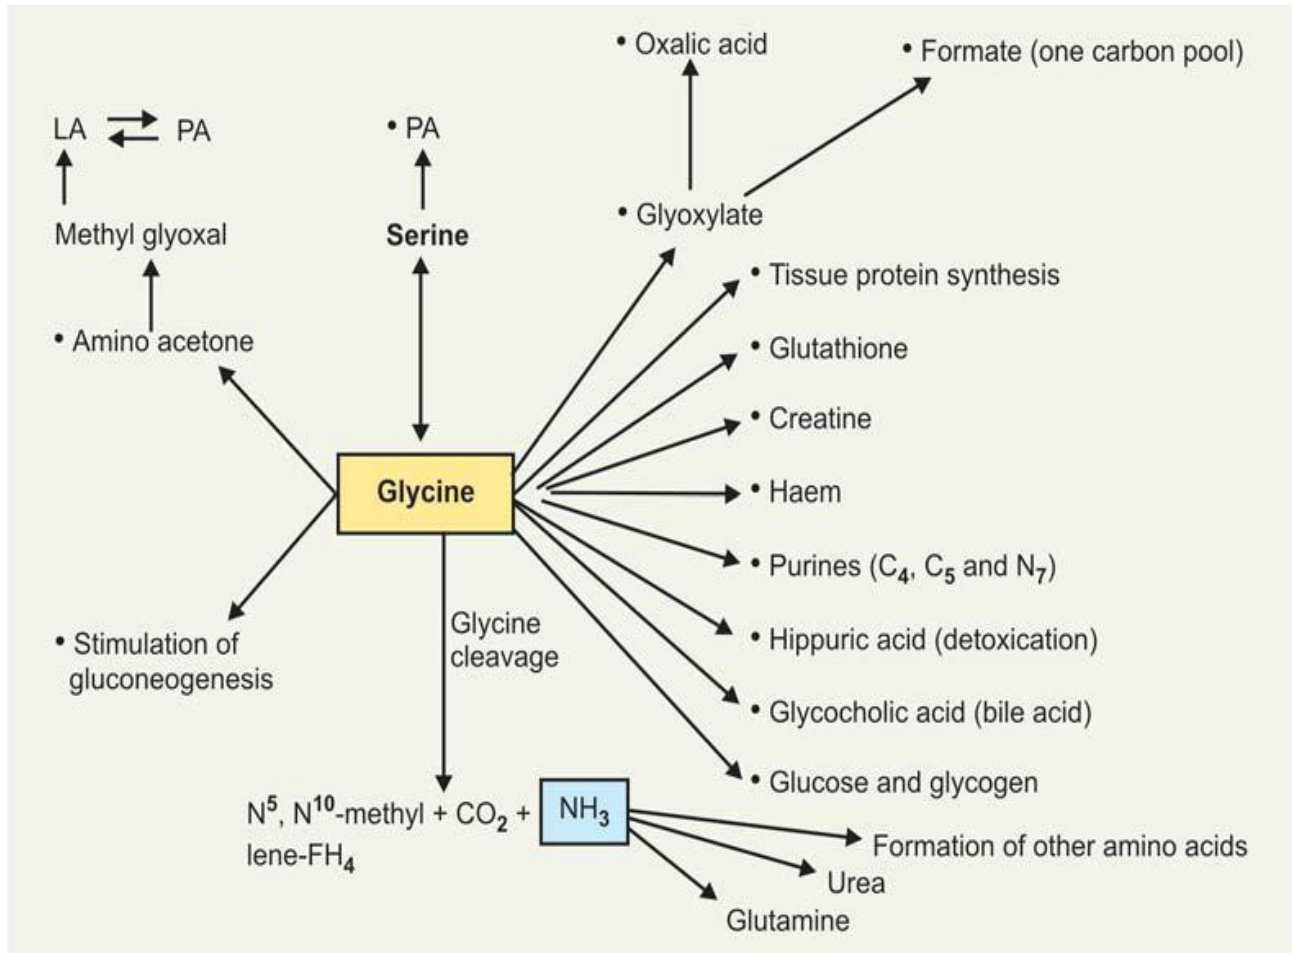 • Oxalic acid
• Formate (one carbon pool)
LA ⇌ PA
• PA
• Glyoxylate
Methyl glyoxal
Serine
• Tissue protein synthesis
• Amino acetone
• Glutathione
• Creatine
Glycine
• Haem
• Purines (C₄, C₅ and N₇)
Glycine
cleavage
• Stimulation of
gluconeogenesis
• Hippuric acid (detoxication)
• Glycocholic acid (bile acid)
• Glucose and glycogen
N⁵, N¹⁰-methyl + CO₂ + NH₃
lene-FH₄
Formation of other amino acids
Urea
Glutamine